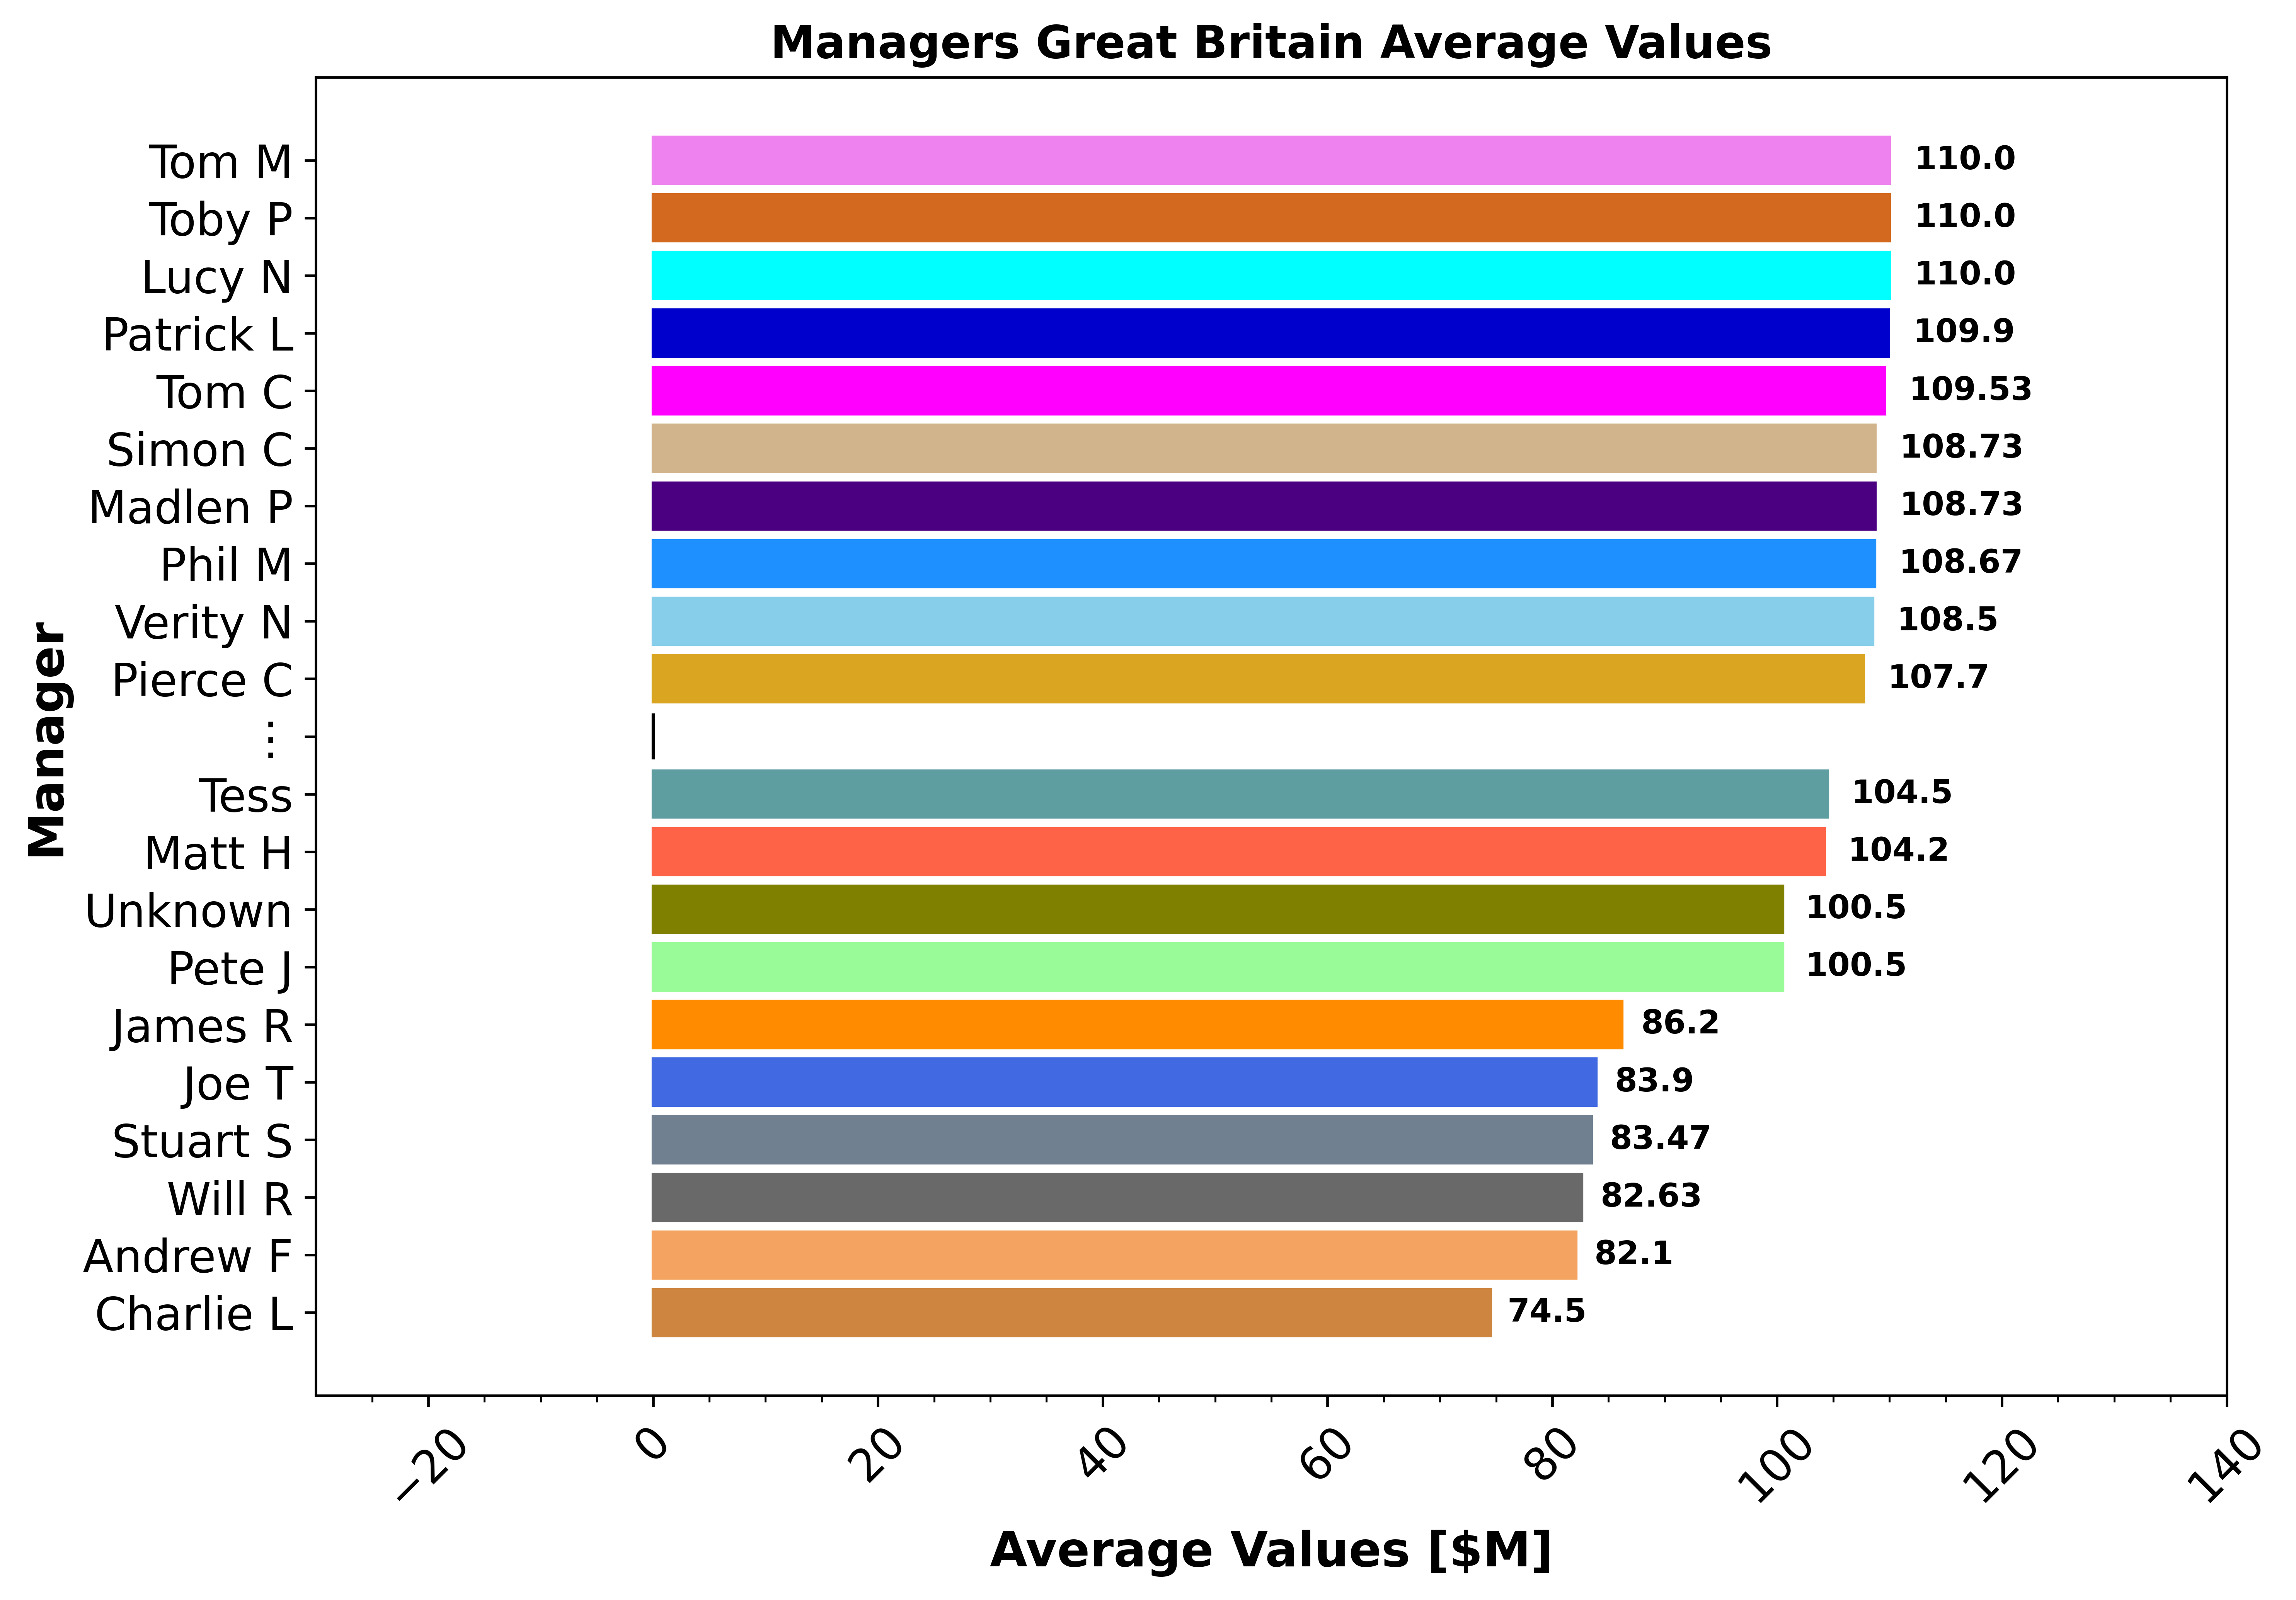 Managers Great Britain Average Values
Tom M 110.0
Toby P 110.0
Lucy N 110.0
Patrick L 109.9
Tom C 109.53
Simon C 108.73
Madlen P 108.73
Phil M 108.67
Verity N 108.5
Pierce C 107.7
⋮
Tess 104.5
Matt H 104.2
Unknown 100.5
Pete J 100.5
James R 86.2
Joe T 83.9
Stuart S 83.47
Will R 82.63
Andrew F 82.1
Charlie L 74.5
Manager
−20 0 20 40 60 80 100 120 140
Average Values [$M]